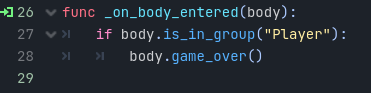 26 func _on_body_entered(body):
27 if body.is_in_group("Player"):
28 body.game_over()
29